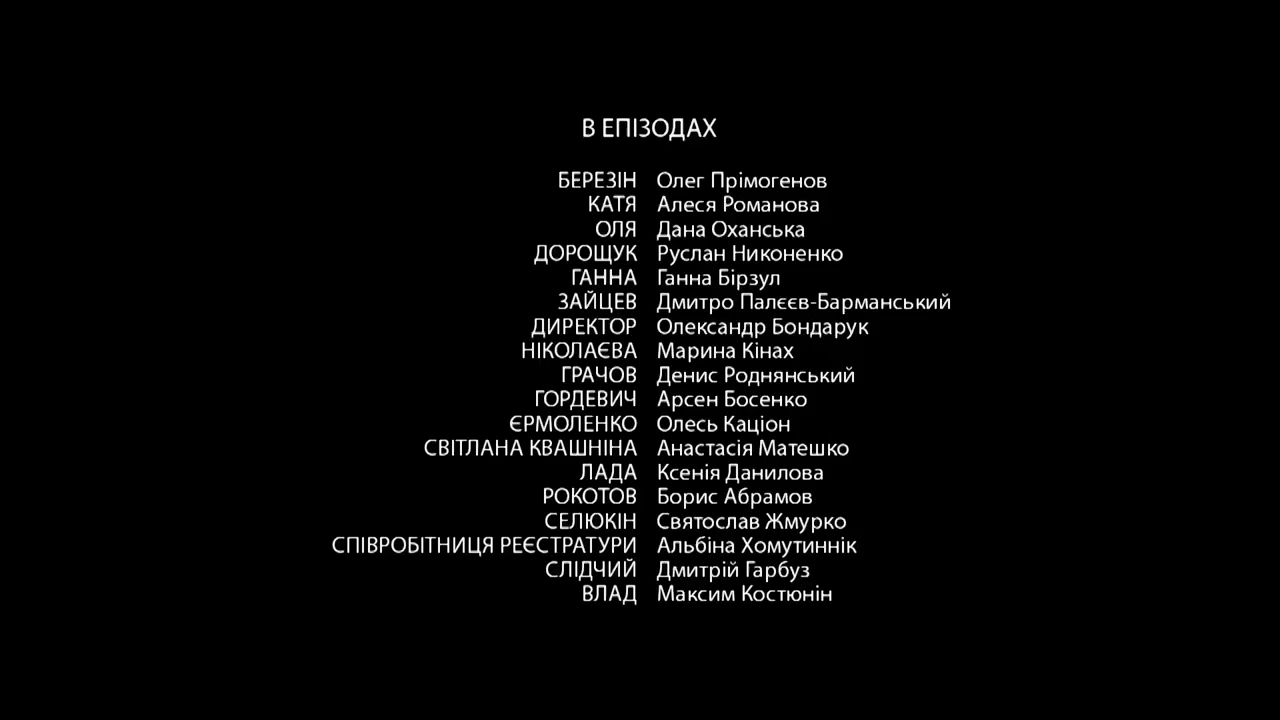 В ЕПІЗОДАХ
БЕРЕЗІН Олег Прімогенов
КАТЯ Алеся Романова
ОЛЯ Дана Оханська
ДОРОЩУК Руслан Никоненко
ГАННА Ганна Бірзул
ЗАЙЦЕВ Дмитро Палєєв-Барманський
ДИРЕКТОР Олександр Бондарук
НІКОЛАЄВА Марина Кінах
ГРАЧОВ Денис Роднянський
ГОРДЕВИЧ Арсен Босенко
ЄРМОЛЕНКО Олесь Каціон
СВІТЛАНА КВАШНІНА Анастасія Матешко
ЛАДА Ксенія Данилова
РОКОТОВ Борис Абрамов
СЕЛЮКІН Святослав Жмурко
СПІВРОБІТНИЦЯ РЕЄСТРАТУРИ Альбіна Хомутиннік
СЛІДЧИЙ Дмитрій Гарбуз
ВЛАД Максим Костюнін